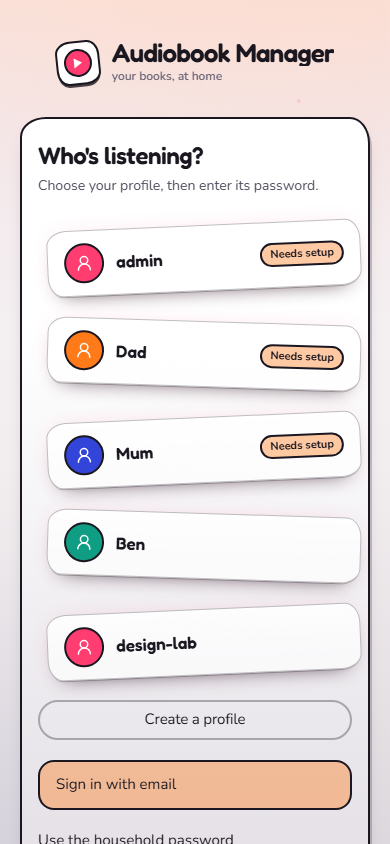 Audiobook Manager
your books, at home
Who's listening?
Choose your profile, then enter its password.
admin
Needs setup
Dad
Needs setup
Mum
Needs setup
Ben
design-lab
Create a profile
Sign in with email
Use the household password